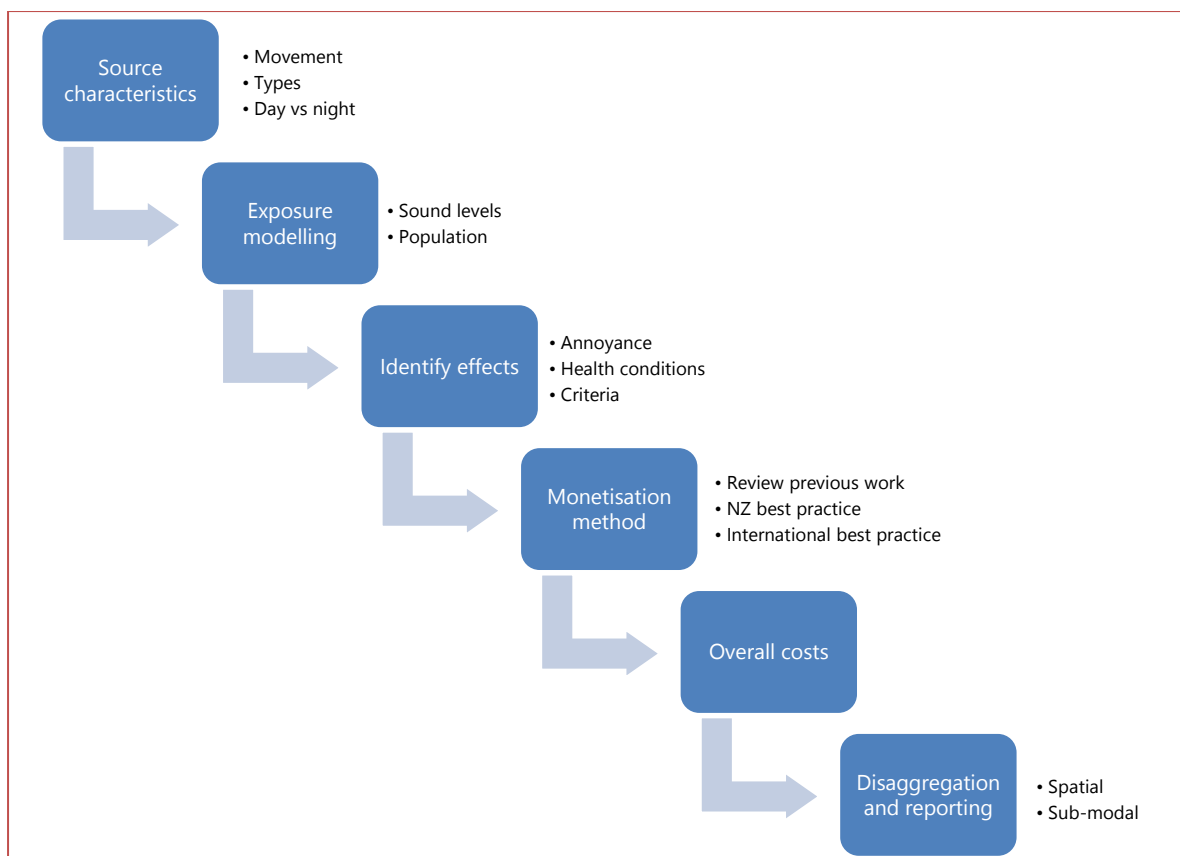 Source
characteristics
• Movement
• Types
• Day vs night
Exposure
modelling
• Sound levels
• Population
Identify effects
• Annoyance
• Health conditions
• Criteria
Monetisation
method
• Review previous work
• NZ best practice
• International best practice
Overall costs
Disaggregation
and reporting
• Spatial
• Sub-modal